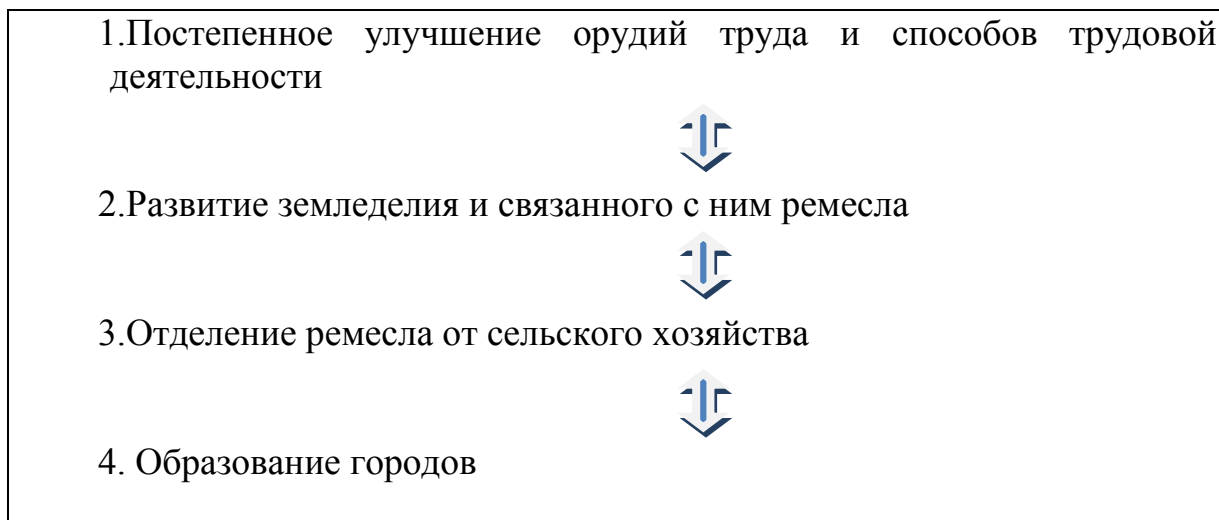 1.Постепенное улучшение орудий труда и способов трудовой
деятельности
2.Развитие земледелия и связанного с ним ремесла
3.Отделение ремесла от сельского хозяйства
4. Образование городов